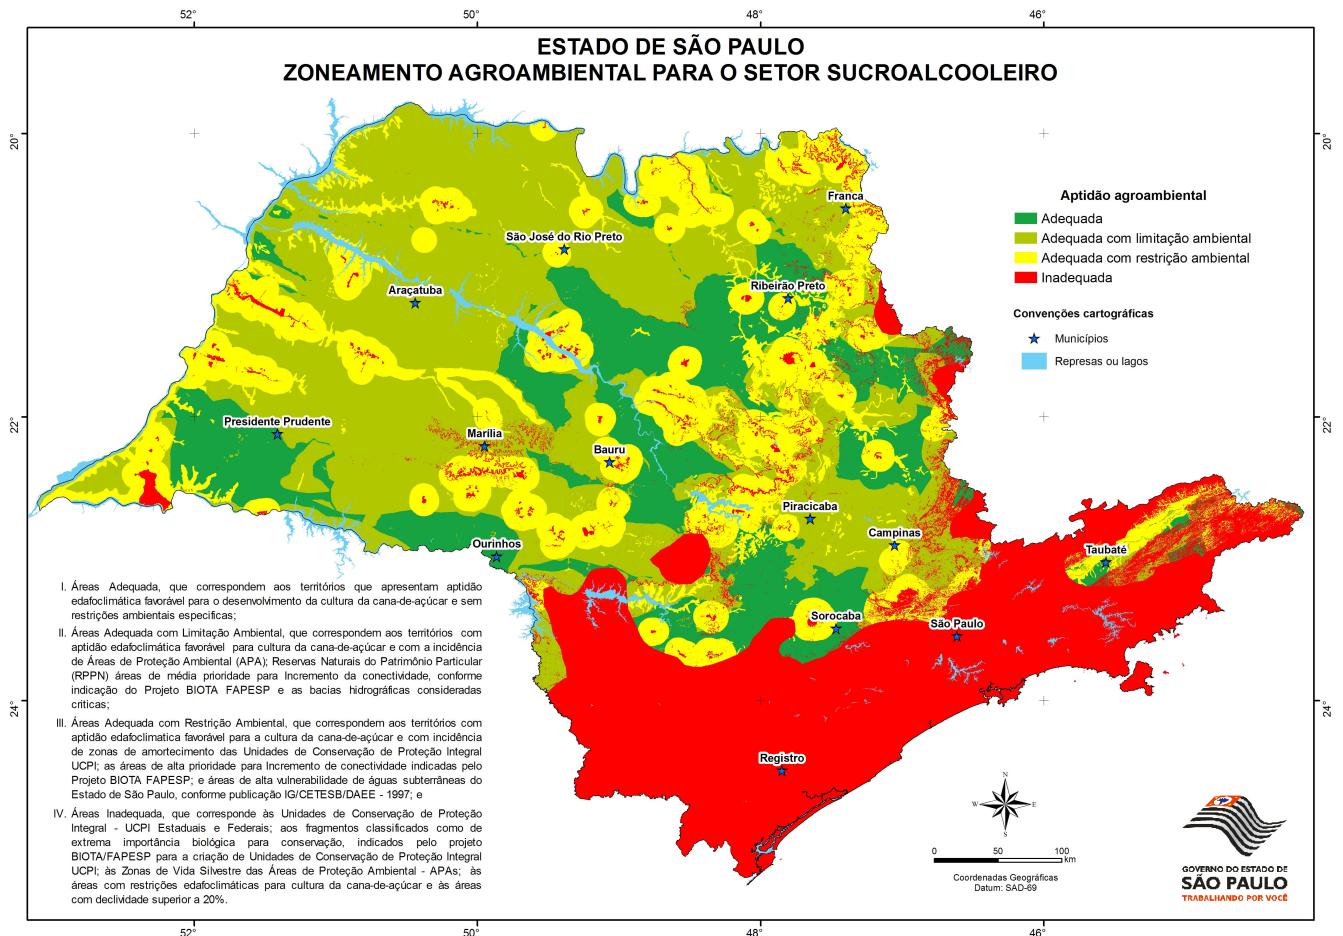 52°
50°
48°
46°
ESTADO DE SÃO PAULO
ZONEAMENTO AGROAMBIENTAL PARA O SETOR SUCROALCOOLEIRO
20°
20°
Aptidão agroambiental
Adequada
Adequada com limitação ambiental
Adequada com restrição ambiental
Inadequada
Convenções cartográficas
Municípios
Represas ou lagos
Franca
São José do Rio Preto
Ribeirão Preto
Araçatuba
22°
22°
Presidente Prudente
Marília
Bauru
Piracicaba
Campinas
Ourinhos
Taubaté
Sorocaba
São Paulo
24°
24°
Registro
I. Áreas Adequada, que correspondem aos territórios que apresentam aptidão
edafoclimática favorável para o desenvolvimento da cultura da cana-de-açúcar e sem
restrições ambientais especificas;
II. Áreas Adequada com Limitação Ambiental, que correspondem aos territórios com
aptidão edafoclimática favorável para cultura da cana-de-açúcar e com a incidência
de Áreas de Proteção Ambiental (APA); Reservas Naturais do Patrimônio Particular
(RPPN) áreas de média prioridade para Incremento da conectividade, conforme
indicação do Projeto BIOTA FAPESP e as bacias hidrográficas consideradas
criticas;
III. Áreas Adequada com Restrição Ambiental, que correspondem aos territórios com
aptidão edafoclimatica favorável para a cultura da cana-de-açúcar e com incidência
de zonas de amortecimento das Unidades de Conservação de Proteção Integral
UCPI; as áreas de alta prioridade para Incremento de conectividade indicadas pelo
Projeto BIOTA FAPESP; e áreas de alta vulnerabilidade de águas subterrâneas do
Estado de São Paulo, conforme publicação IG/CETESB/DAEE - 1997; e
IV. Áreas Inadequada, que corresponde às Unidades de Conservação de Proteção
Integral - UCPI Estaduais e Federais; aos fragmentos classificados como de
extrema importância biológica para conservação, indicados pelo projeto
BIOTA/FAPESP para a criação de Unidades de Conservação de Proteção Integral
UCPI; às Zonas de Vida Silvestre das Áreas de Proteção Ambiental - APAs; às
áreas com restrições edafoclimáticas para cultura da cana-de-açúcar e às áreas
com declividade superior a 20%.
N
W
E
S
0 50 100
km
Coordenadas Geográficas
Datum: SAD-69
GOVERNO DO ESTADO DE
SÃO PAULO
TRABALHANDO POR VOCÊ
52°
50°
48°
46°